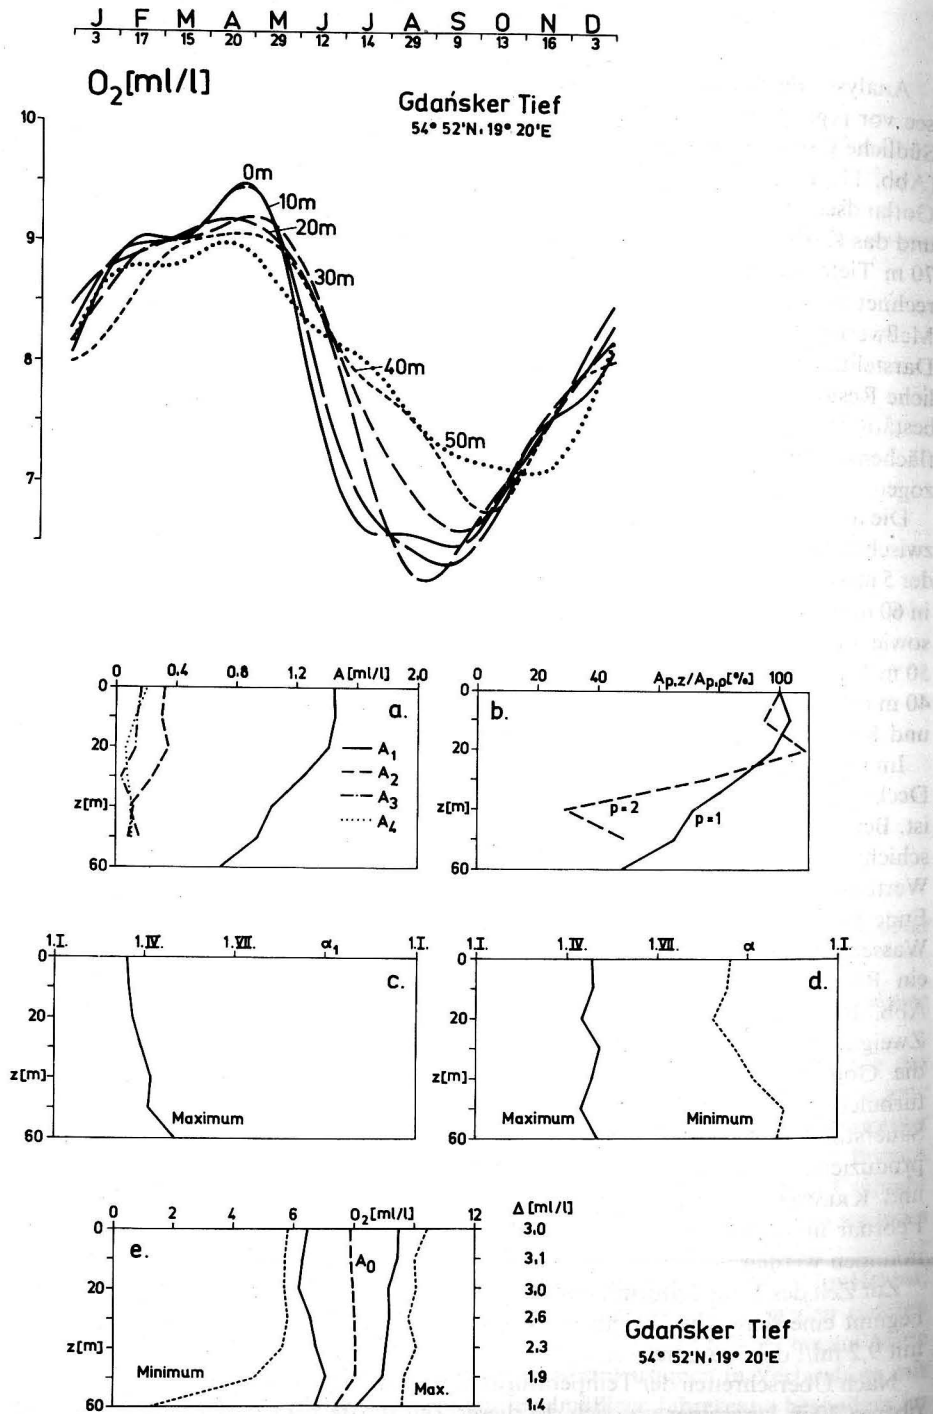 J F M A M J J A S O N D
3 17 15 20 29 12 14 29 9 13 16 3
O₂[ml/l]
Gdańsker Tief
54° 52'N, 19° 20'E
10
0m
10m
9
20m
30m
8
40m
50m
7
0 0.4 0.8 1.2 A[ml/l] 2.0
0
a.
20
A₁
A₂
z[m]
A₃
A₄
60
0 20 40 Ap,z/Ap,o[%] 100
0
b.
20
z[m]
p=2
p=1
60
1.I. 1.IV. 1.VII. α₁ 1.I.
0
c.
20
z[m]
Maximum
60
1.I. 1.IV. 1.VII. α 1.I.
0
d.
20
z[m]
Maximum
Minimum
60
0 2 4 6 O₂[ml/l] 12
Δ [ml/l]
0
3.0
e.
A₀
3.1
20
3.0
2.6
z[m]
2.3
Minimum
Max.
1.9
60
1.4
Gdańsker Tief
54° 52'N, 19° 20'E